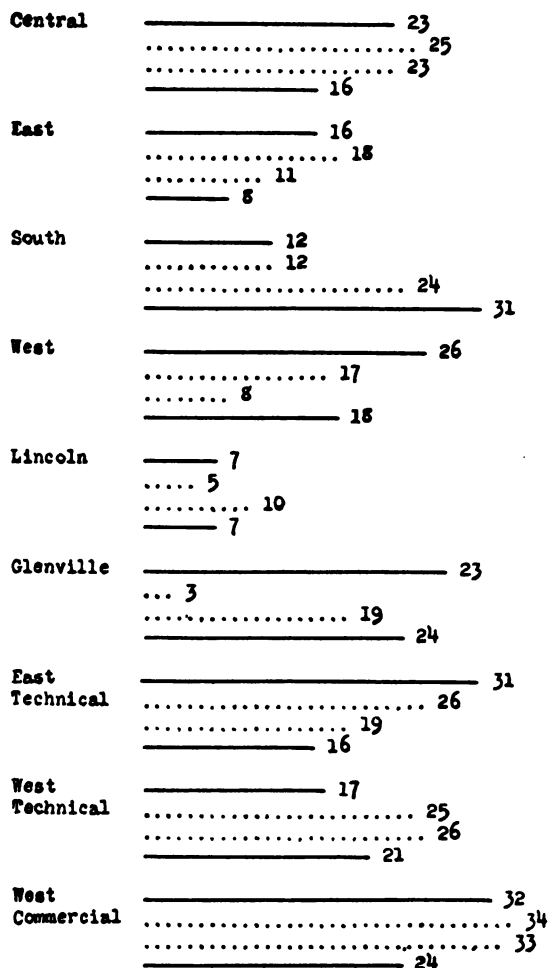 Central 23
25
23
16
East 16
18
11
8
South 12
12
24
31
West 26
17
8
18
Lincoln 7
5
10
7
Glenville 23
3
19
24
East 31
Technical 26
19
16
West 17
Technical 25
26
21
West 32
Commercial 34
33
24